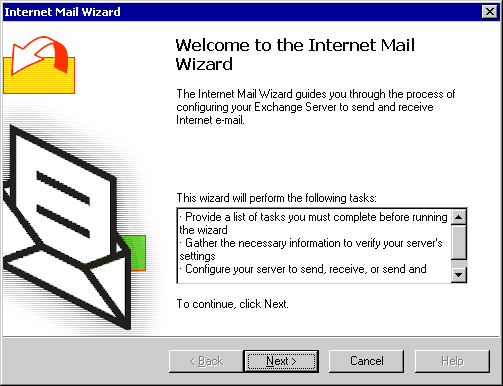 Internet Mail Wizard
Welcome to the Internet Mail
Wizard
The Internet Mail Wizard guides you through the process of
configuring your Exchange Server to send and receive
Internet e-mail.
This wizard will perform the following tasks:
· Provide a list of tasks you must complete before running
the wizard
· Gather the necessary information to verify your server's
settings
· Configure your server to send, receive, or send and
To continue, click Next.
< Back
Next >
Cancel
Help